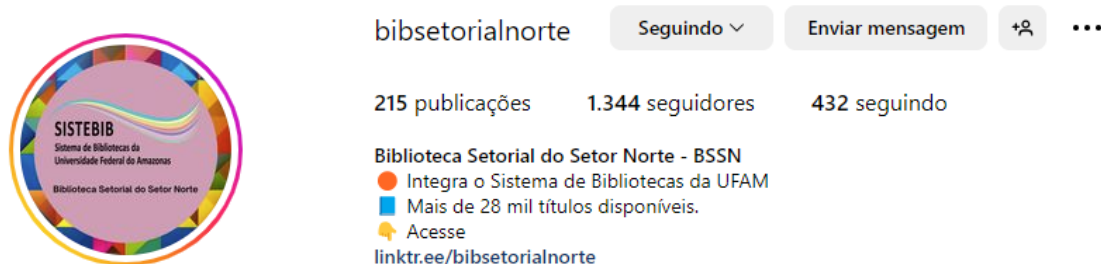 SISTEBIB
Sistema de Bibliotecas da
Universidade Federal do Amazonas
Biblioteca Setorial do Setor Norte
bibsetorialnorte Seguindo Enviar mensagem
215 publicações 1.344 seguidores 432 seguindo
Biblioteca Setorial do Setor Norte - BSSN
🟠 Integra o Sistema de Bibliotecas da UFAM
📘 Mais de 28 mil títulos disponíveis.
👇 Acesse
linktr.ee/bibsetorialnorte